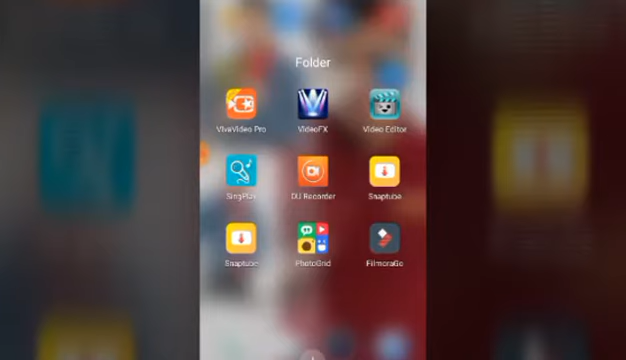 Folder
VivaVideo Pro
VideoFX
Video Editor
SingPlay
DU Recorder
Snaptube
Snaptube
PhotoGrid
FilmoraGo